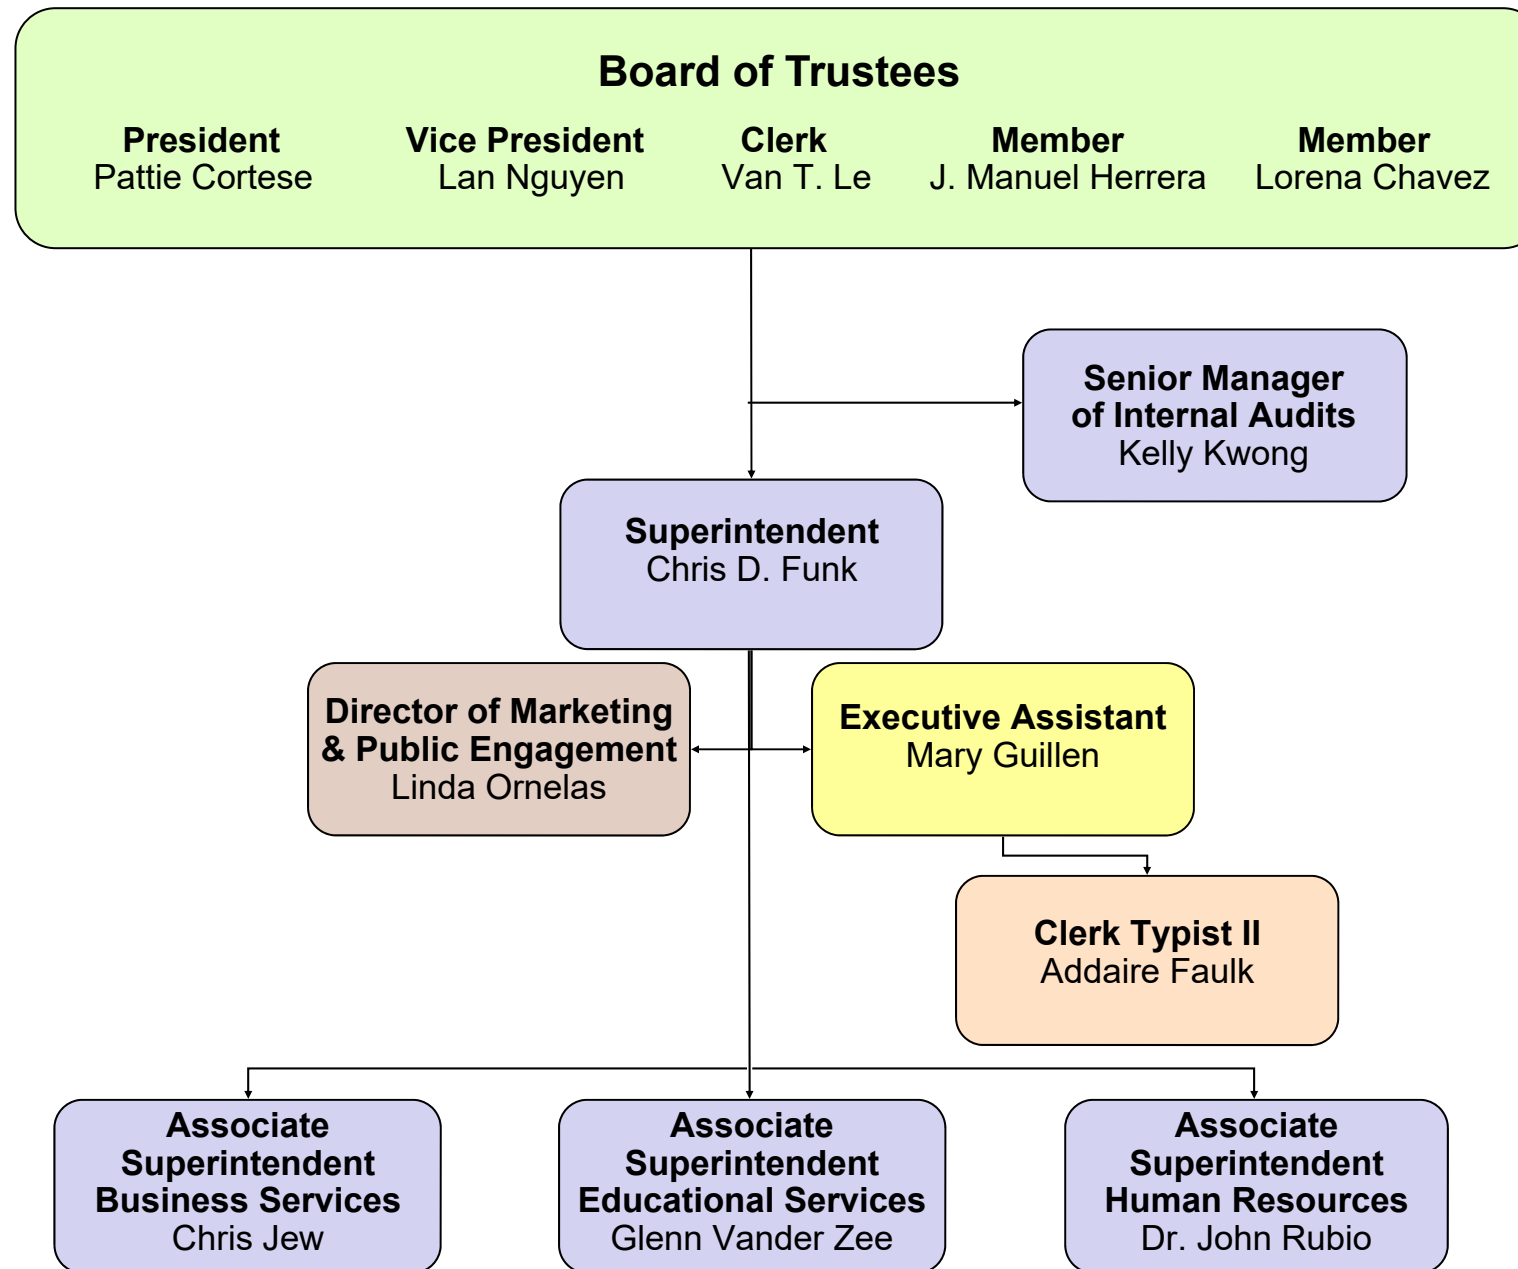 Board of Trustees
President Vice President Clerk Member Member
Pattie Cortese Lan Nguyen Van T. Le J. Manuel Herrera Lorena Chavez
Senior Manager
of Internal Audits
Kelly Kwong
Superintendent
Chris D. Funk
Director of Marketing
& Public Engagement
Linda Ornelas
Executive Assistant
Mary Guillen
Clerk Typist II
Addaire Faulk
Associate
Superintendent
Business Services
Chris Jew
Associate
Superintendent
Educational Services
Glenn Vander Zee
Associate
Superintendent
Human Resources
Dr. John Rubio